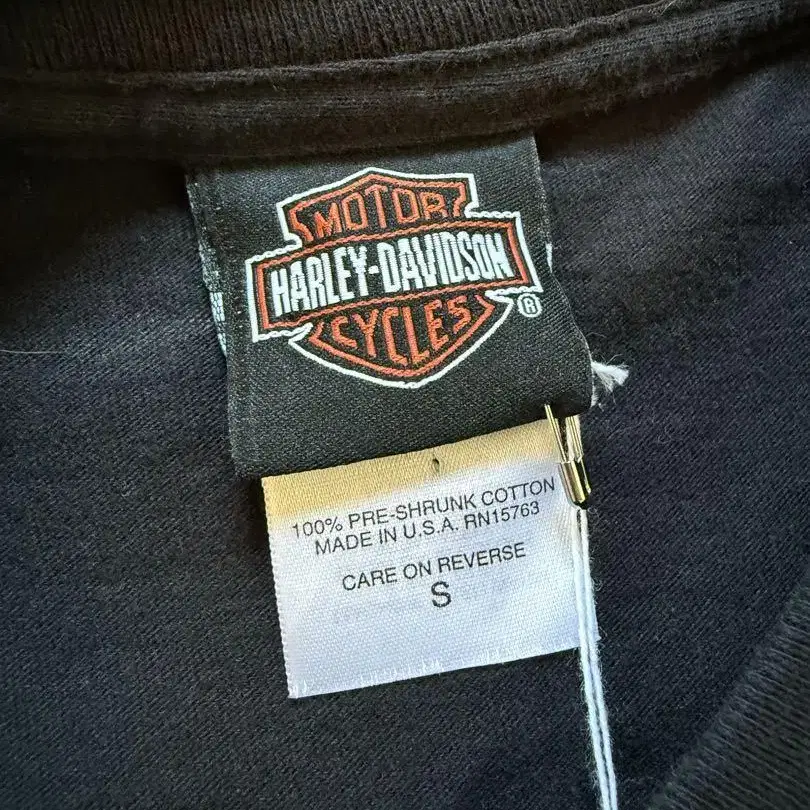 MOTOR
HARLEY-DAVIDSON
CYCLES
®
100% PRE-SHRUNK COTTON
MADE IN U.S.A. RN15763
CARE ON REVERSE
S